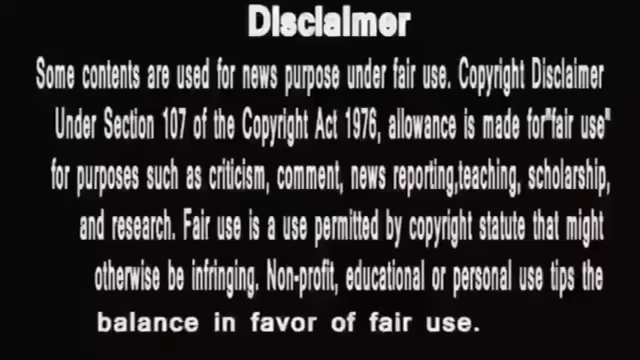 Disclaimer
Some contents are used for news purpose under fair use. Copyright Disclaimer
Under Section 107 of the Copyright Act 1976, allowance is made for"fair use"
for purposes such as criticism, comment, news reporting,teaching, scholarship,
and research. Fair use is a use permitted by copyright statute that might
otherwise be infringing. Non-profit, educational or personal use tips the
balance in favor of fair use.